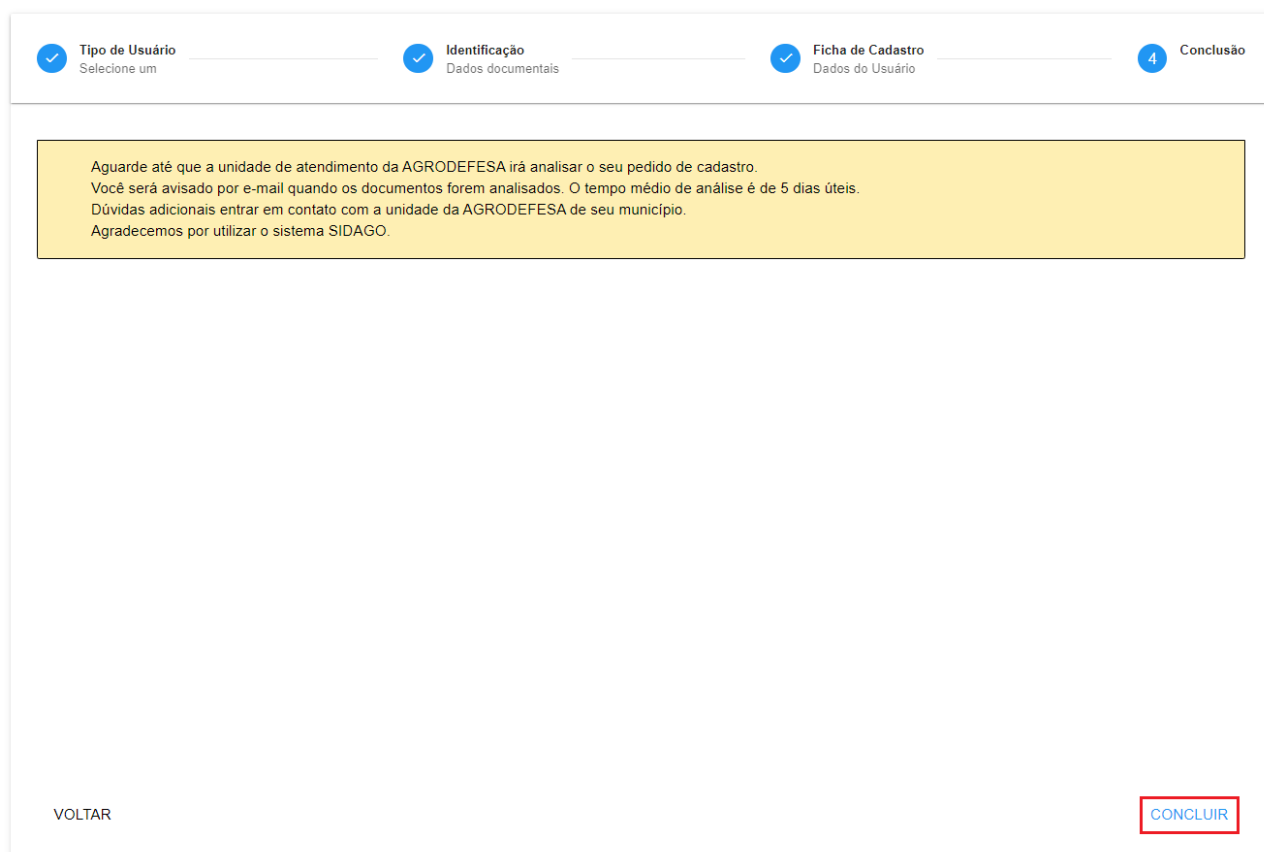 Tipo de Usuário
Selecione um
Identificação
Dados documentais
Ficha de Cadastro
Dados do Usuário
4
Conclusão
Aguarde até que a unidade de atendimento da AGRODEFESA irá analisar o seu pedido de cadastro.
Você será avisado por e-mail quando os documentos forem analisados. O tempo médio de análise é de 5 dias úteis.
Dúvidas adicionais entrar em contato com a unidade da AGRODEFESA de seu município.
Agradecemos por utilizar o sistema SIDAGO.
VOLTAR
CONCLUIR